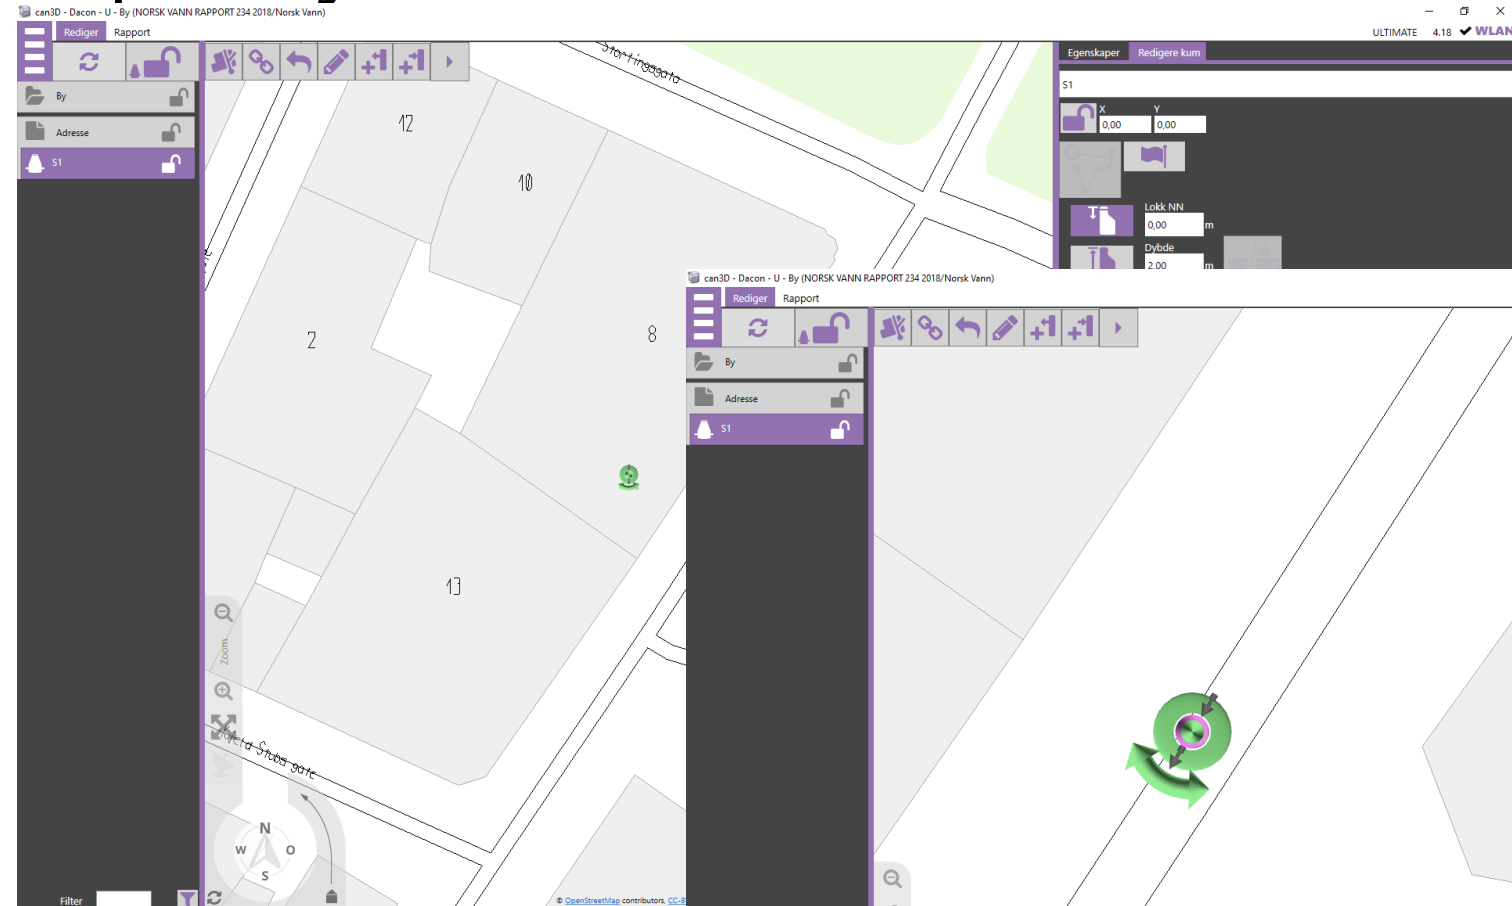 can3D - Dacon - U - By (NORSK VANN RAPPORT 234 2018/Norsk Vann)
Rediger Rapport
ULTIMATE 4.18 WLAN
By
Adresse
S1
Stortingsgata
12
10
2
8
13
Zoom
N
W O
S
Filter
© OpenStreetMap contributors, CC-B
Egenskaper Redigere kum
S1
X Y
0,00 0,00
Lokk NN
0,00 m
Dybde
2,00 m
can3D - Dacon - U - By (NORSK VANN RAPPORT 234 2018/Norsk Vann)
Rediger Rapport
By
Adresse
S1